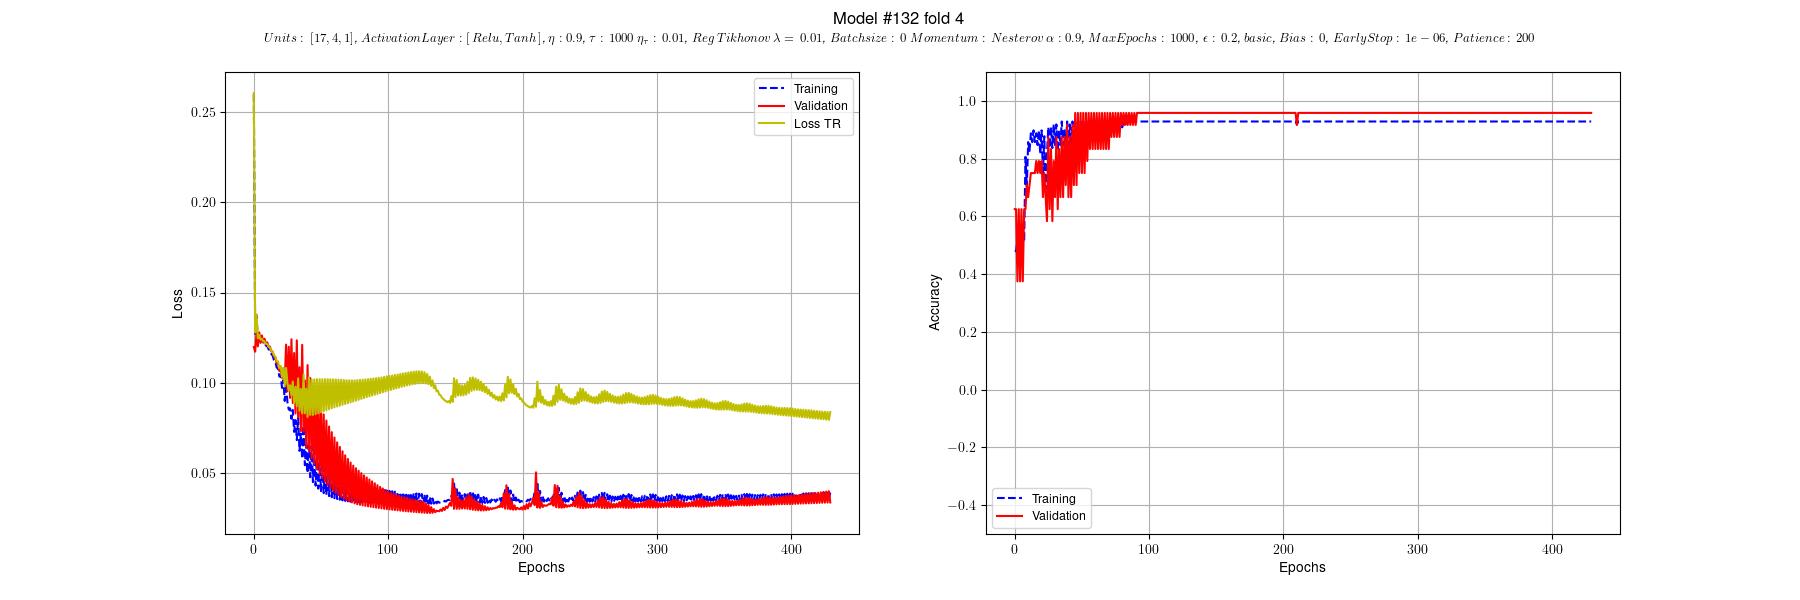 Model #132 fold 4
Units : [17, 4, 1], ActivationLayer : [ Relu, Tanh], η : 0.9, τ : 1000 η_τ : 0.01, Reg Tikhonov λ = 0.01, Batchsize : 0 Momentum : Nesterov α : 0.9, MaxEpochs : 1000, ϵ : 0.2, basic, Bias : 0, EarlyStop : 1e − 06, Patience : 200
Loss
0.25
0.20
0.15
0.10
0.05
0
100
200
300
400
Epochs
Training
Validation
Loss TR
Accuracy
1.0
0.8
0.6
0.4
0.2
0.0
−0.2
−0.4
0
100
200
300
400
Epochs
Training
Validation